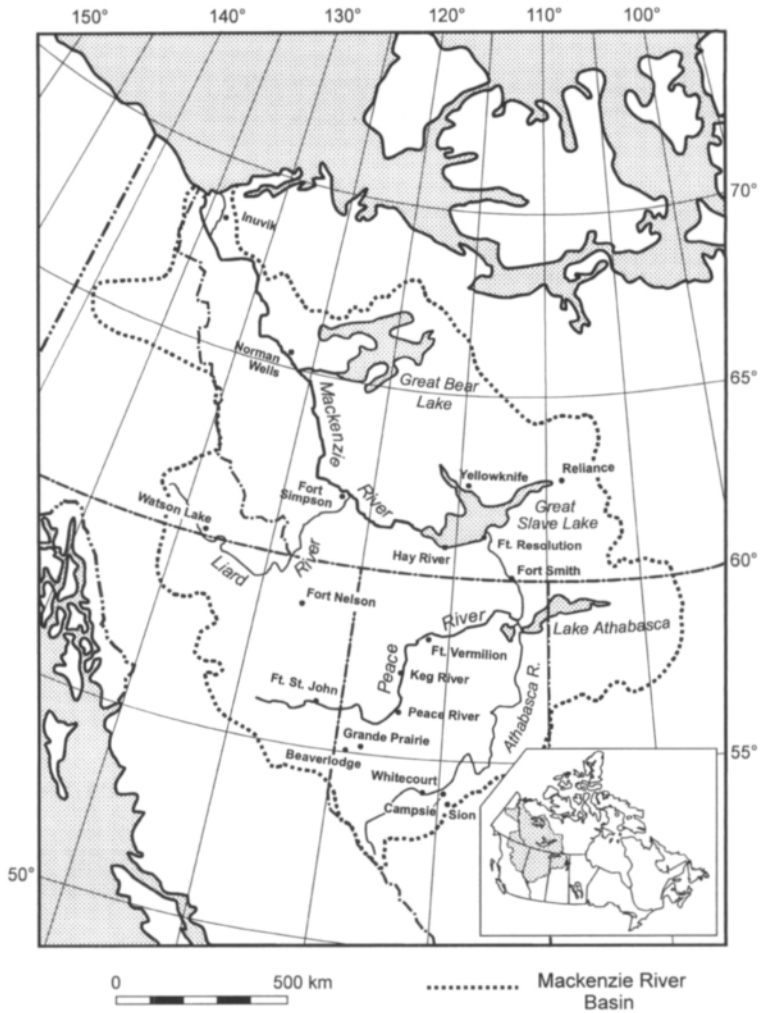 150° 140° 130° 120° 110° 100°
70°
Inuvik
Norman
Wells
Great Bear
Lake
65°
Mackenzie
River
Yellowknife
Reliance
Fort
Simpson
Watson Lake
Great
Slave Lake
Hay River
Ft. Resolution
60°
Liard
River
Fort Smith
Fort Nelson
River
Lake Athabasca
Ft. Vermilion
Peace
Keg River
Ft. St. John
Athabasca R.
Peace River
Grande Prairie
Beaverlodge
55°
Whitecourt
Campsie
Sion
50°
0
500 km
Mackenzie River
Basin